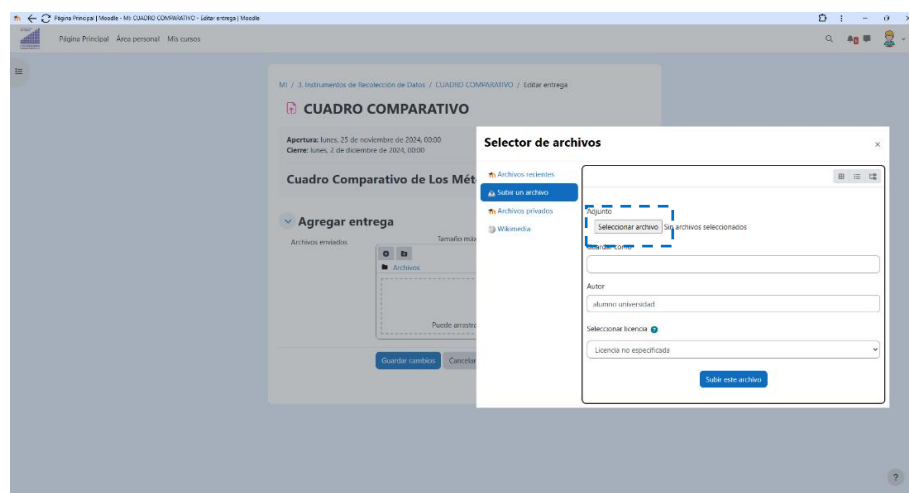 Página Principal | Moodle - MI: CUADRO COMPARATIVO - Editar entrega | Moodle
Página Principal Área personal Mis cursos
MI / 3. Instrumentos de Recolección de Datos / CUADRO COMPARATIVO / Editar entrega
CUADRO COMPARATIVO
Apertura: lunes, 25 de noviembre de 2024, 00:00
Cierre: lunes, 2 de diciembre de 2024, 00:00
Cuadro Comparativo de Los Mét
Agregar entrega
Archivos enviados
Tamaño máx
Archivos
Puede arrastra
Guardar cambios Cancelar
Selector de archivos
Archivos recientes
Subir un archivo
Archivos privados
Wikimedia
Adjunto
Seleccionar archivo Sin archivos seleccionados
Guardar como
Autor
alumno universidad
Seleccionar licencia
Licencia no especificada
Subir este archivo